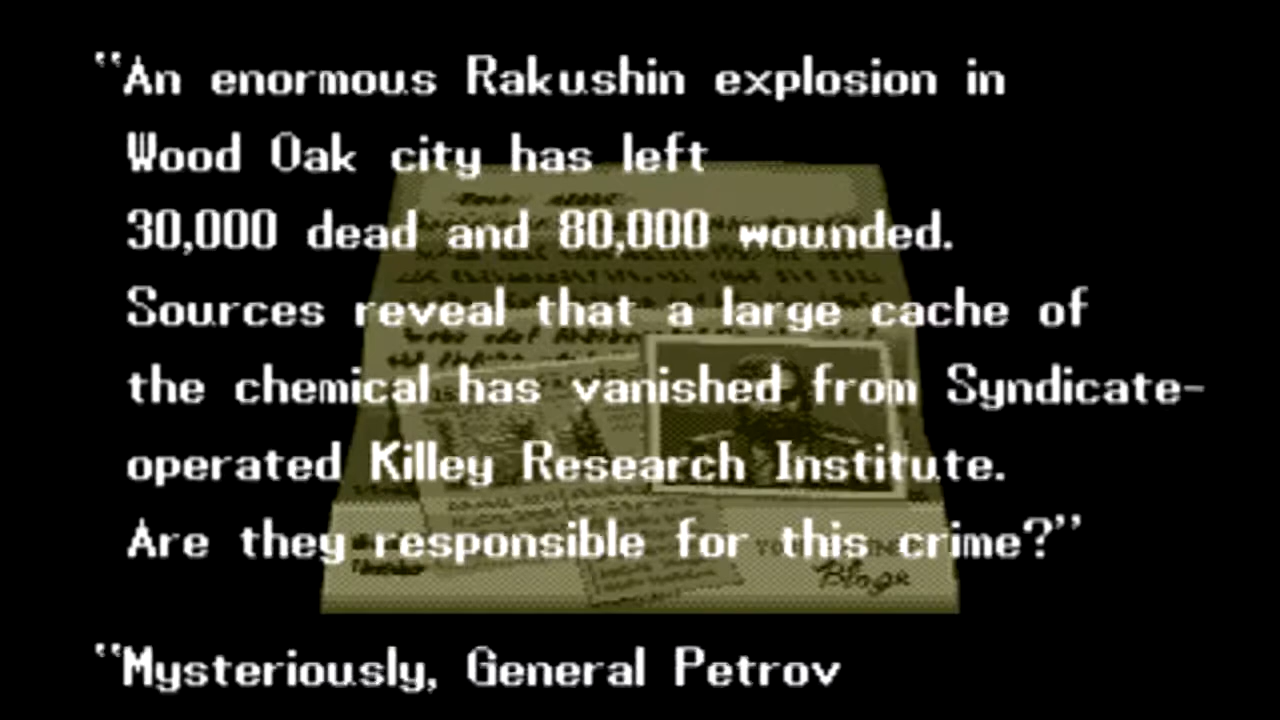 “An enormous Rakushin explosion in
Wood Oak city has left
30,000 dead and 80,000 wounded.
Sources reveal that a large cache of
the chemical has vanished from Syndicate-
operated Killey Research Institute.
Are they responsible for this crime?”
Blage
“Mysteriously, General Petrov